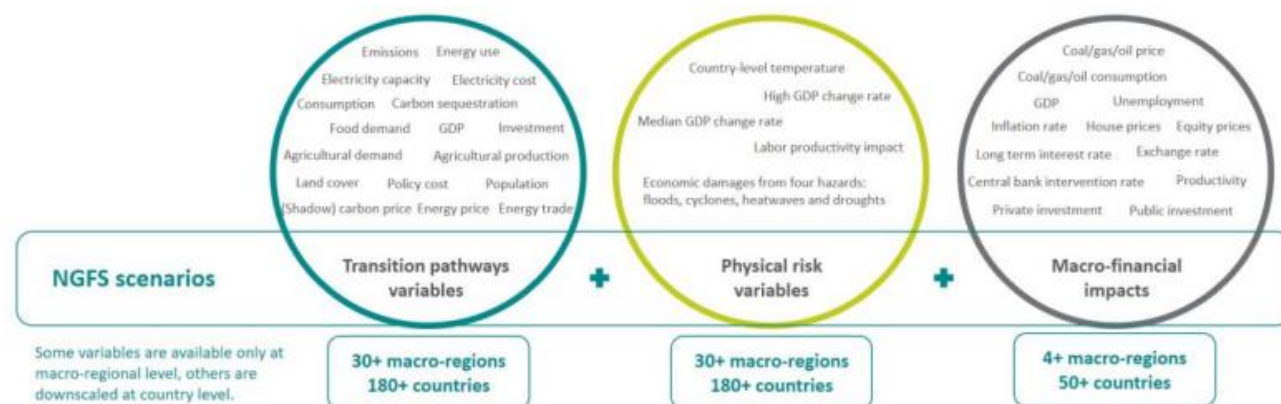 Emissions Energy use
Electricity capacity Electricity cost
Consumption Carbon sequestration
Food demand GDP Investment
Agricultural demand Agricultural production
Land cover Policy cost Population
(Shadow) carbon price Energy price Energy trade
Country-level temperature
High GDP change rate
Median GDP change rate
Labor productivity impact
Economic damages from four hazards:
floods, cyclones, heatwaves and droughts
Coal/gas/oil price
Coal/gas/oil consumption
GDP Unemployment
Inflation rate House prices Equity prices
Long term interest rate Exchange rate
Central bank intervention rate Productivity
Private investment Public investment
NGFS scenarios
Transition pathways
variables
+
Physical risk
variables
+
Macro-financial
impacts
Some variables are available only at
macro-regional level, others are
downscaled at country level.
30+ macro-regions
180+ countries
30+ macro-regions
180+ countries
4+ macro-regions
50+ countries